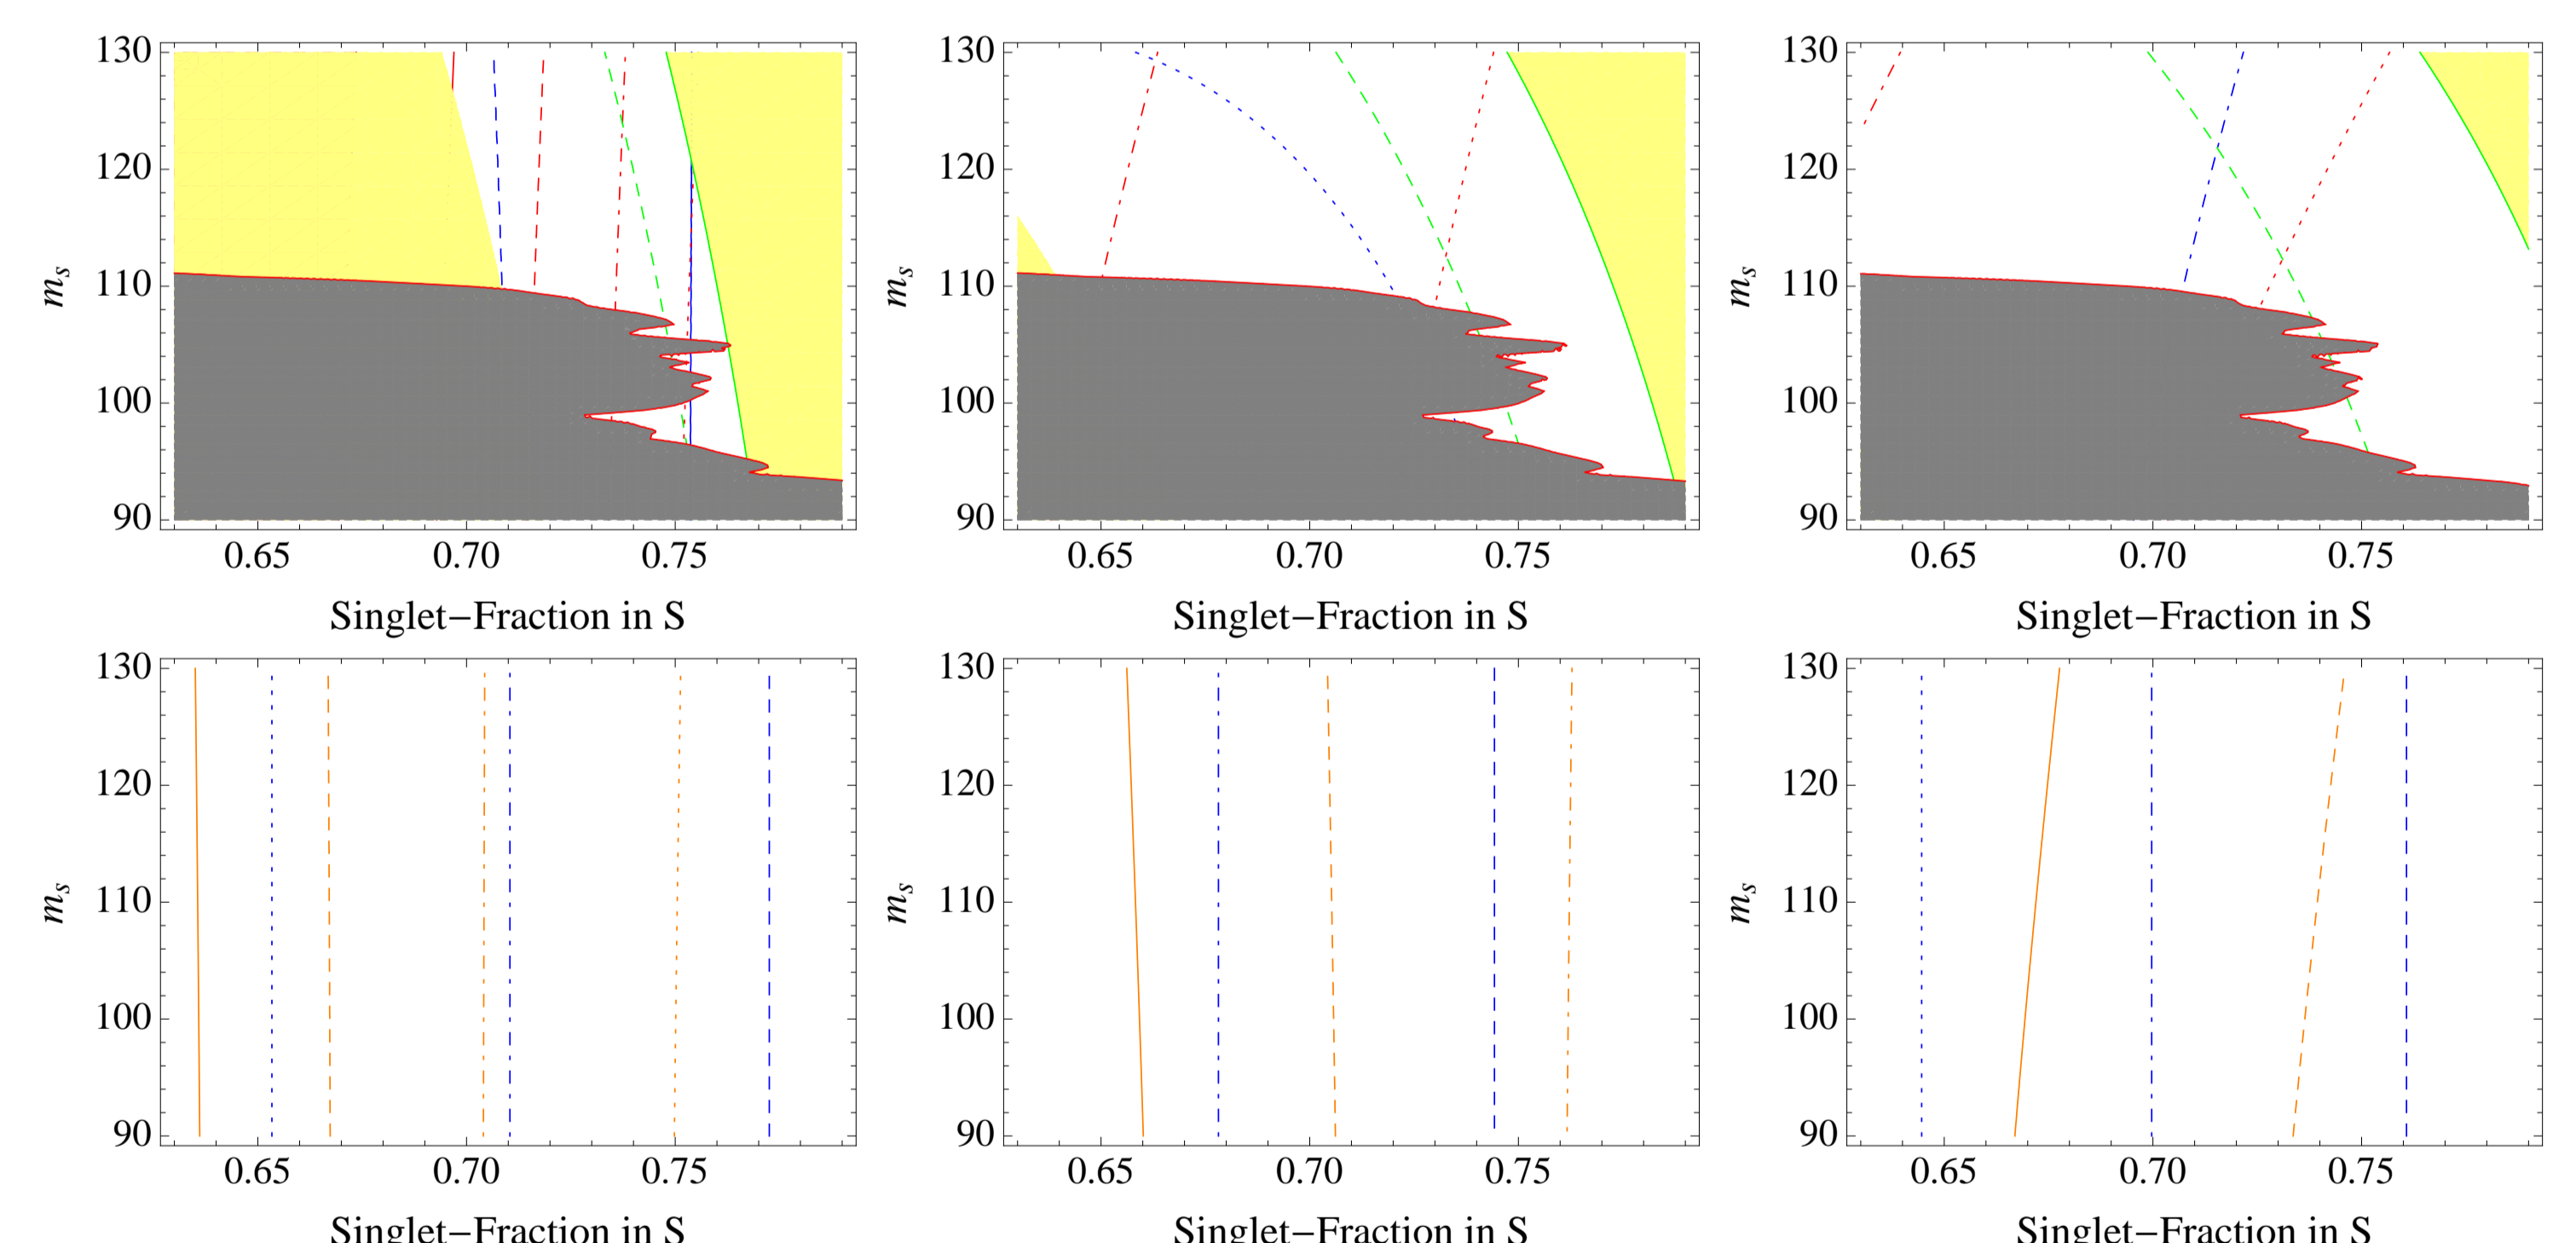 130 130 130
120 120 120
110 110 110
m_s m_s m_s
100 100 100
90 90 90
0.65 0.70 0.75 0.65 0.70 0.75 0.65 0.70 0.75
Singlet−Fraction in S Singlet−Fraction in S Singlet−Fraction in S
130 130 130
120 120 120
110 110 110
m_s m_s m_s
100 100 100
90 90 90
0.65 0.70 0.75 0.65 0.70 0.75 0.65 0.70 0.75
Singlet−Fraction in S Singlet−Fraction in S Singlet−Fraction in S